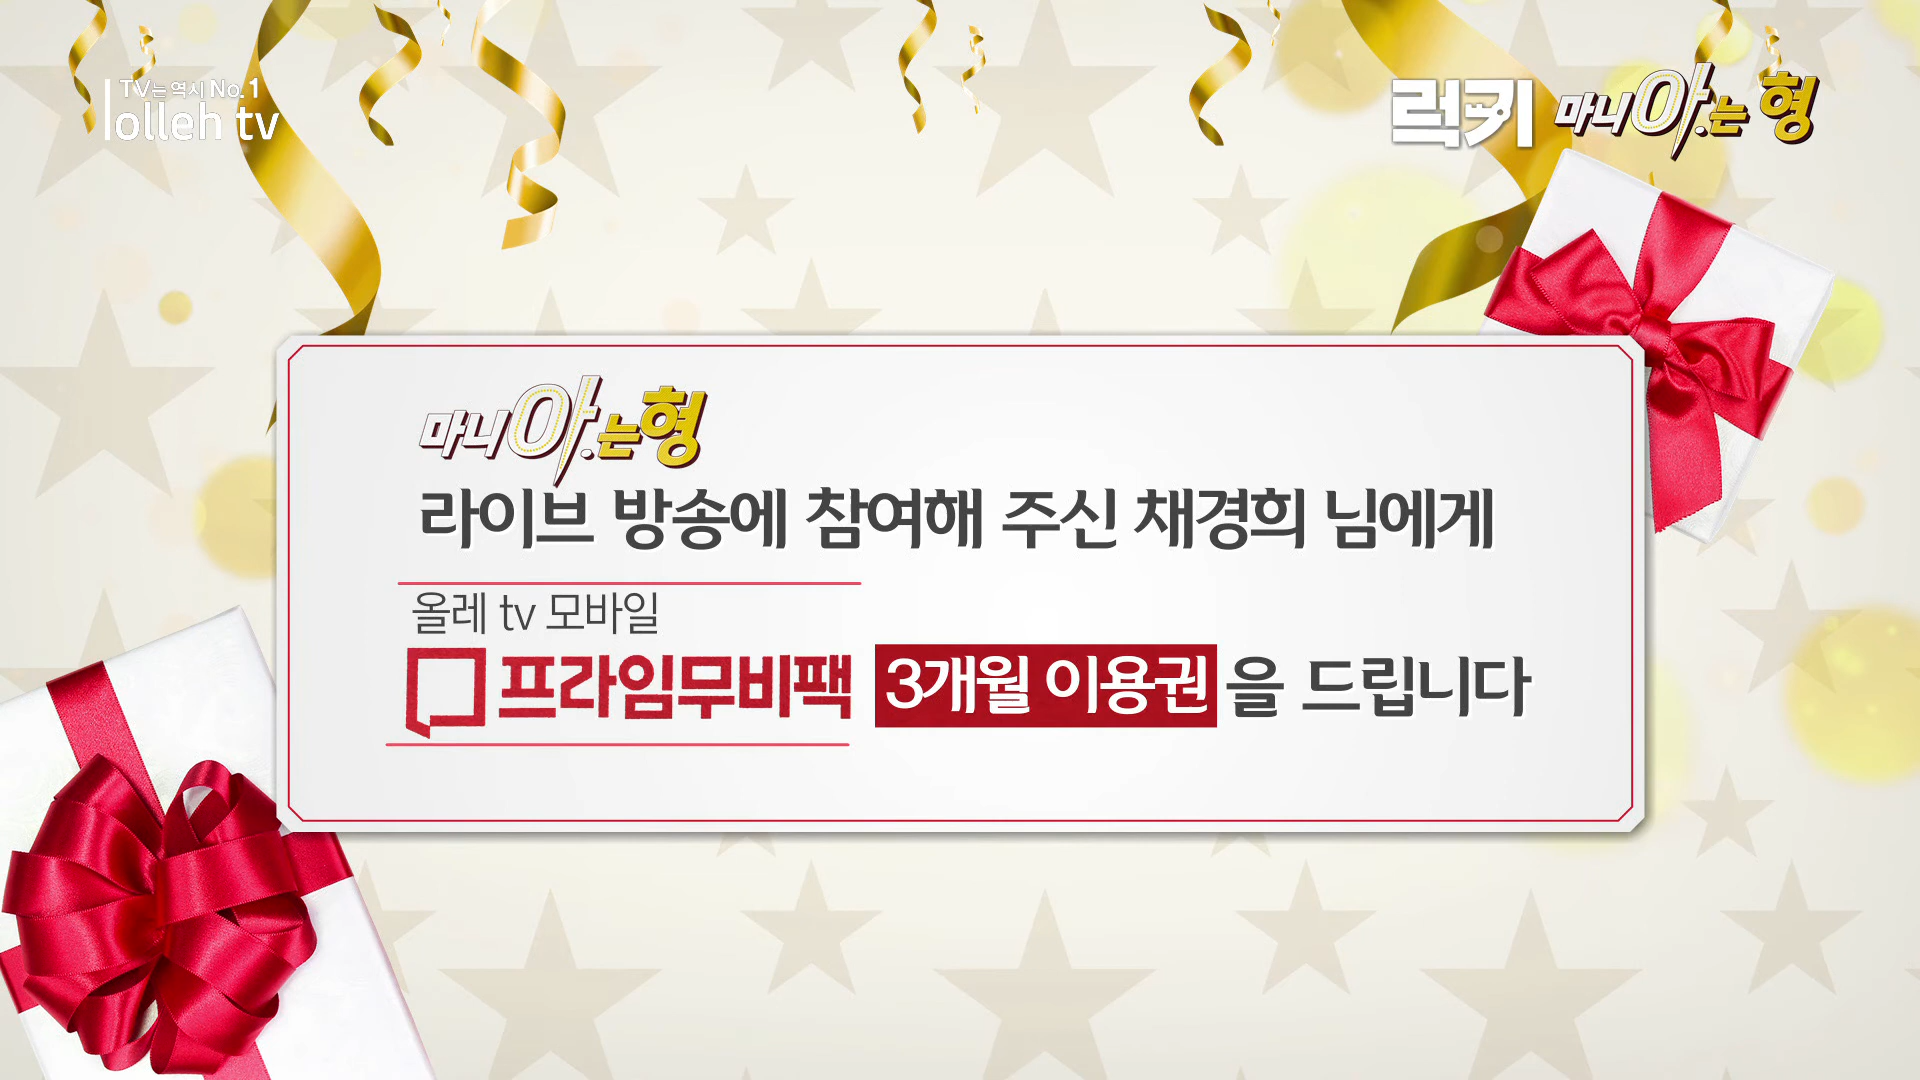 TV는 역시 No.1
olleh tv
럭키 마니아는 형
마니아는형
라이브 방송에 참여해 주신 채경희 님에게
올레 tv 모바일
프라임무비팩 3개월 이용권 을 드립니다